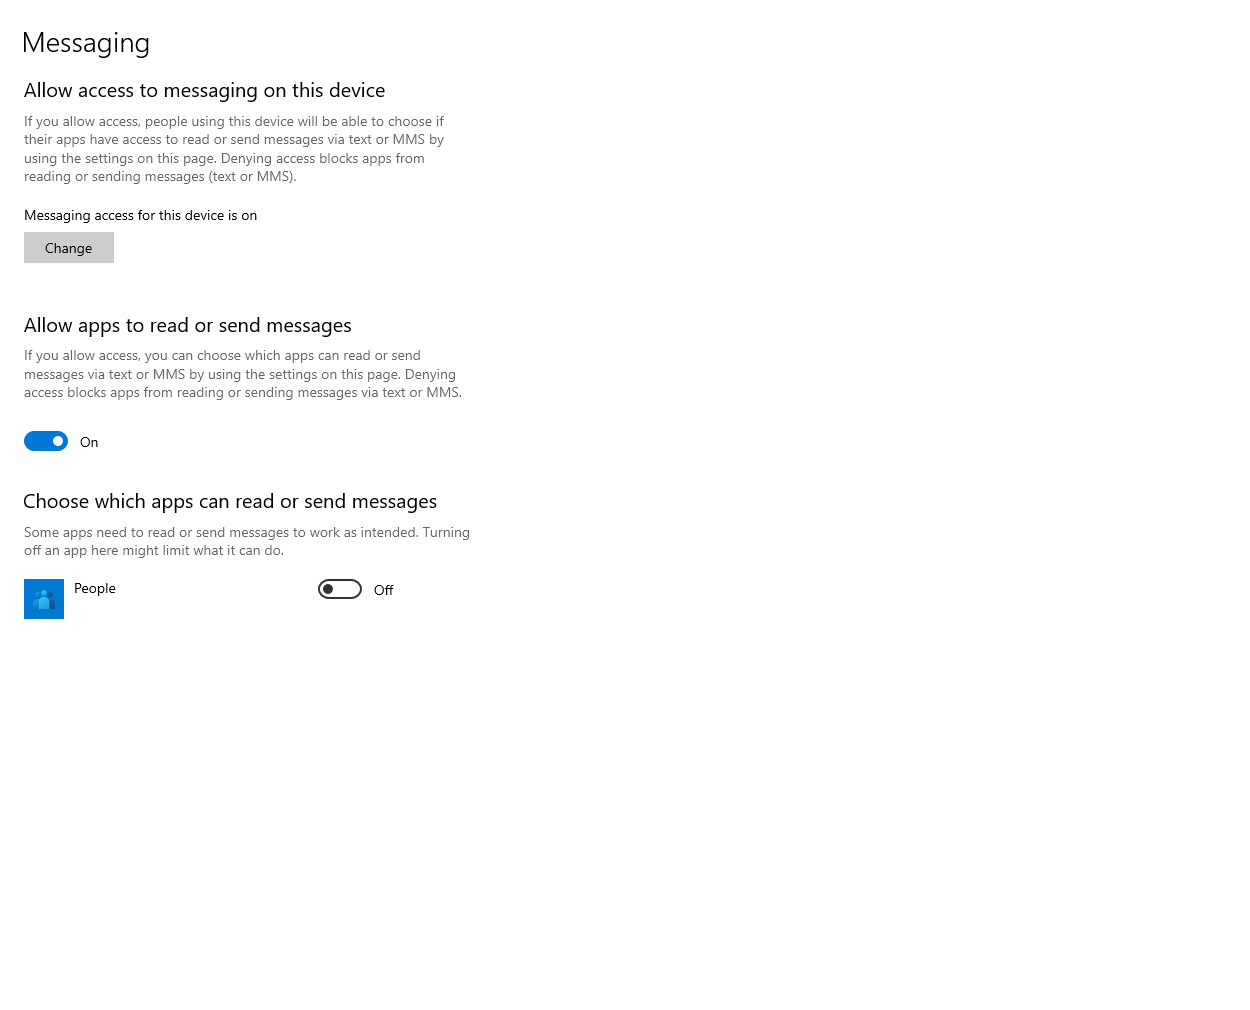 Messaging
Allow access to messaging on this device
If you allow access, people using this device will be able to choose if
their apps have access to read or send messages via text or MMS by
using the settings on this page. Denying access blocks apps from
reading or sending messages (text or MMS).
Messaging access for this device is on
Change
Allow apps to read or send messages
If you allow access, you can choose which apps can read or send
messages via text or MMS by using the settings on this page. Denying
access blocks apps from reading or sending messages via text or MMS.
On
Choose which apps can read or send messages
Some apps need to read or send messages to work as intended. Turning
off an app here might limit what it can do.
People Off